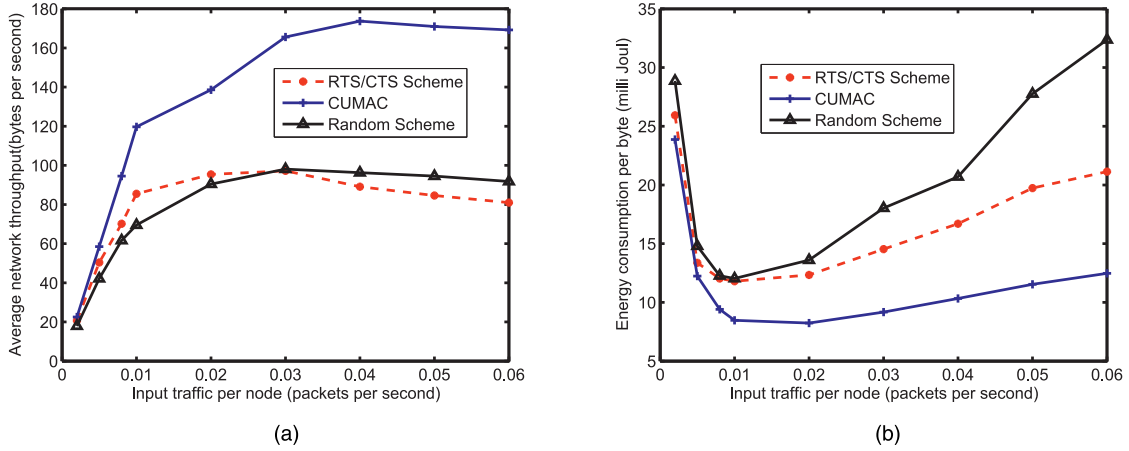 180
160
140
120
100
80
60
40
20
0
Average network throughput(bytes per second)
RTS/CTS Scheme
CUMAC
Random Scheme
0 0.01 0.02 0.03 0.04 0.05 0.06
Input traffic per node (packets per second)
(a)
35
30
25
20
15
10
5
Energy consumption per byte (milli Joul)
RTS/CTS Scheme
CUMAC
Random Scheme
0 0.01 0.02 0.03 0.04 0.05 0.06
Input traffic per node (packets per second)
(b)